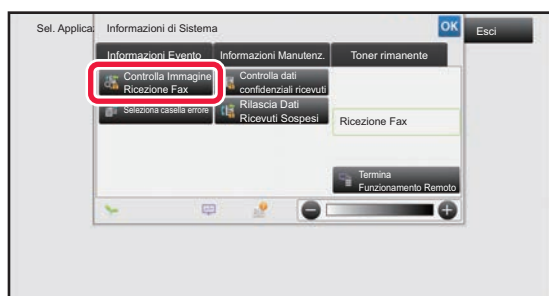 Sel. Applica
Informazioni di Sistema
OK
Esci
Informazioni Evento
Informazioni Manutenz.
Toner rimanente
Controlla Immagine
Ricezione Fax
Controlla dati
confidenziali ricevuti
Seleziona casella errore
Rilascia Dati
Ricevuti Sospesi
Ricezione Fax
Termina
Funzionamento Remoto